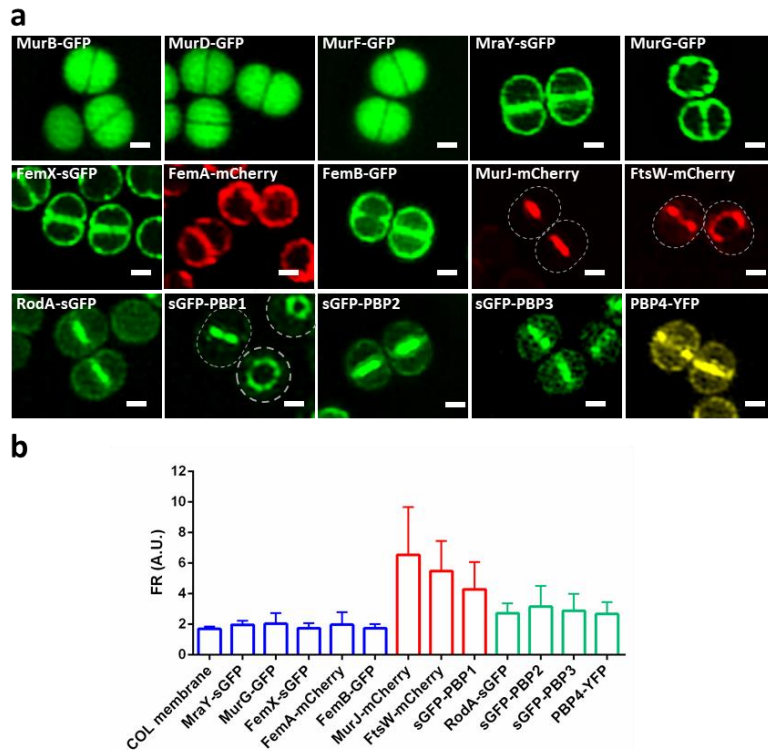 a
MurB-GFP MurD-GFP MurF-GFP MraY-sGFP MurG-GFP
FemX-sGFP FemA-mCherry FemB-GFP MurJ-mCherry FtsW-mCherry
RodA-sGFP sGFP-PBP1 sGFP-PBP2 sGFP-PBP3 PBP4-YFP
b
FR (A.U.)
12
10
8
6
4
2
0
COL membrane MraY-sGFP MurG-GFP FemX-sGFP FemA-mCherry FemB-GFP MurJ-mCherry FtsW-mCherry sGFP-PBP1 RodA-sGFP sGFP-PBP2 sGFP-PBP3 PBP4-YFP